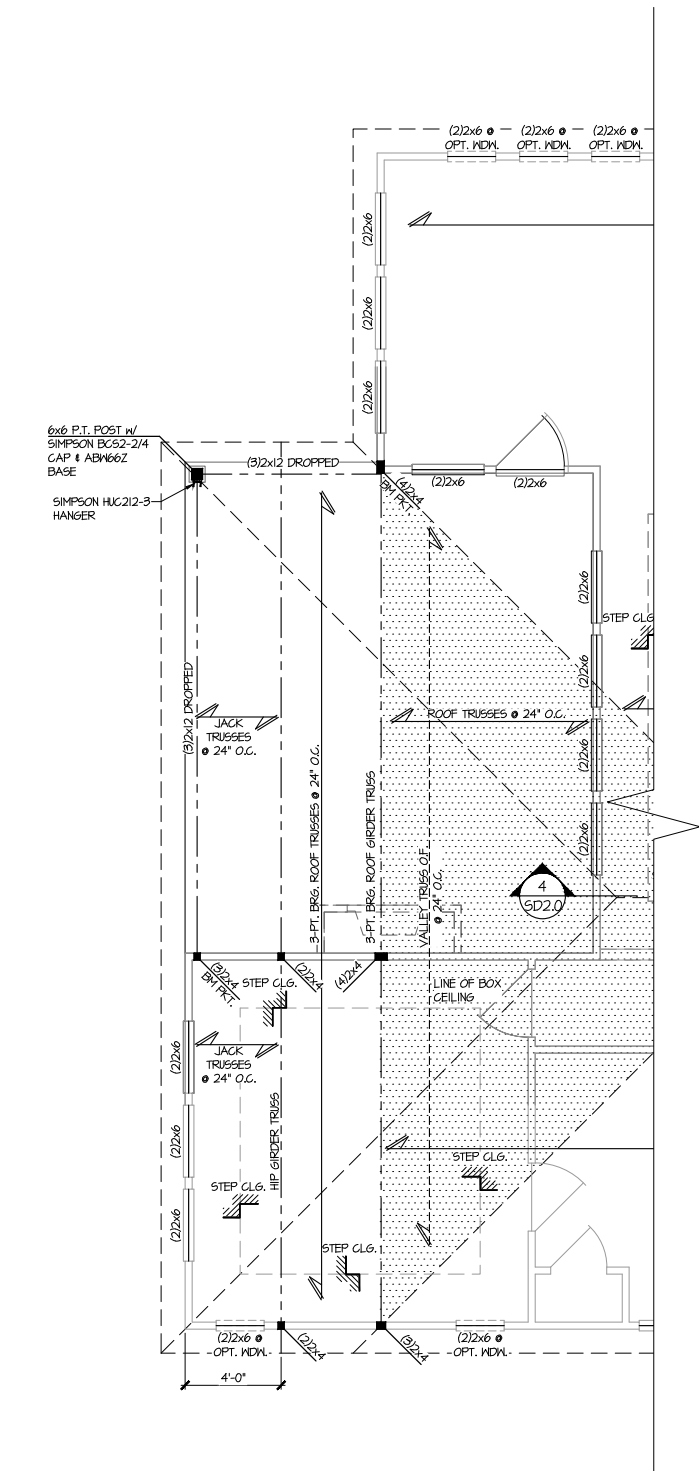 (2)2x6 @
OPT. WDW.
(2)2x6 @
OPT. WDW.
(2)2x6 @
OPT. WDW.
(2)2x6
(2)2x6
(2)2x6
6x6 P.T. POST W/
SIMPSON BCS2-2/4
CAP & ABW66Z
BASE
SIMPSON HUC212-3
HANGER
(3)2x12 DROPPED
(4)2x4
BM PKT
(2)2x6
(2)2x6
(2)2x6
STEP CLG
(2)2x6
(2)2x6
(2)2x6
(3)2x12 DROPPED
JACK
TRUSSES
@ 24" O.C.
ROOF TRUSSES @ 24" O.C.
3-PT. BRG. ROOF TRUSSES @ 24" O.C.
3-PT. BRG. ROOF GIRDER TRUSS
VALLEY TRUSS O.F.
@ 24" O.C.
4
SD2.0
(3)2x4
BM PKT.
STEP CLG.
(2)2x4
(4)2x4
LINE OF BOX
CEILING
JACK
TRUSSES
@ 24" O.C.
(2)2x6
(2)2x6
(2)2x6
HIP GIRDER TRUSS
STEP CLG.
STEP CLG.
STEP CLG.
(2)2x6 @
OPT. WDW.
(2)2x4
(3)2x4
(2)2x6 @
OPT. WDW.
4'-0"